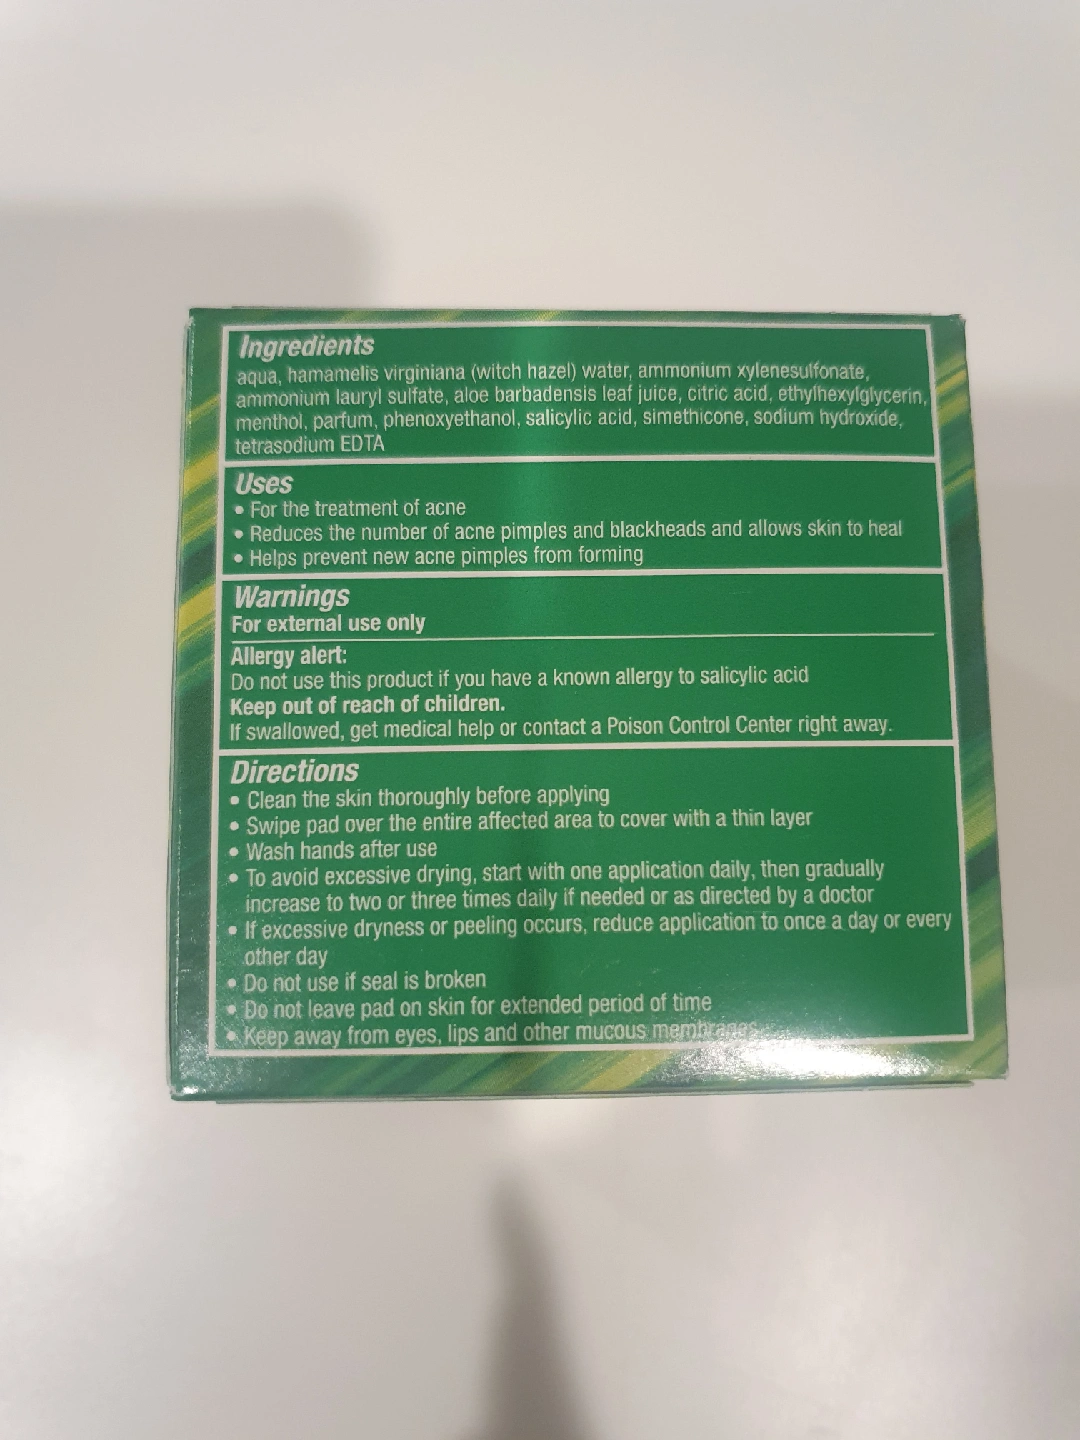 Ingredients
aqua, hamamelis virginiana (witch hazel) water, ammonium xylenesulfonate,
ammonium lauryl sulfate, aloe barbadensis leaf juice, citric acid, ethylhexylglycerin,
menthol, parfum, phenoxyethanol, salicylic acid, simethicone, sodium hydroxide,
tetrasodium EDTA
Uses
• For the treatment of acne
• Reduces the number of acne pimples and blackheads and allows skin to heal
• Helps prevent new acne pimples from forming
Warnings
For external use only
Allergy alert:
Do not use this product if you have a known allergy to salicylic acid
Keep out of reach of children.
If swallowed, get medical help or contact a Poison Control Center right away.
Directions
• Clean the skin thoroughly before applying
• Swipe pad over the entire affected area to cover with a thin layer
• Wash hands after use
• To avoid excessive drying, start with one application daily, then gradually
increase to two or three times daily if needed or as directed by a doctor
• If excessive dryness or peeling occurs, reduce application to once a day or every
other day
• Do not use if seal is broken
• Do not leave pad on skin for extended period of time
• Keep away from eyes, lips and other mucous membranes